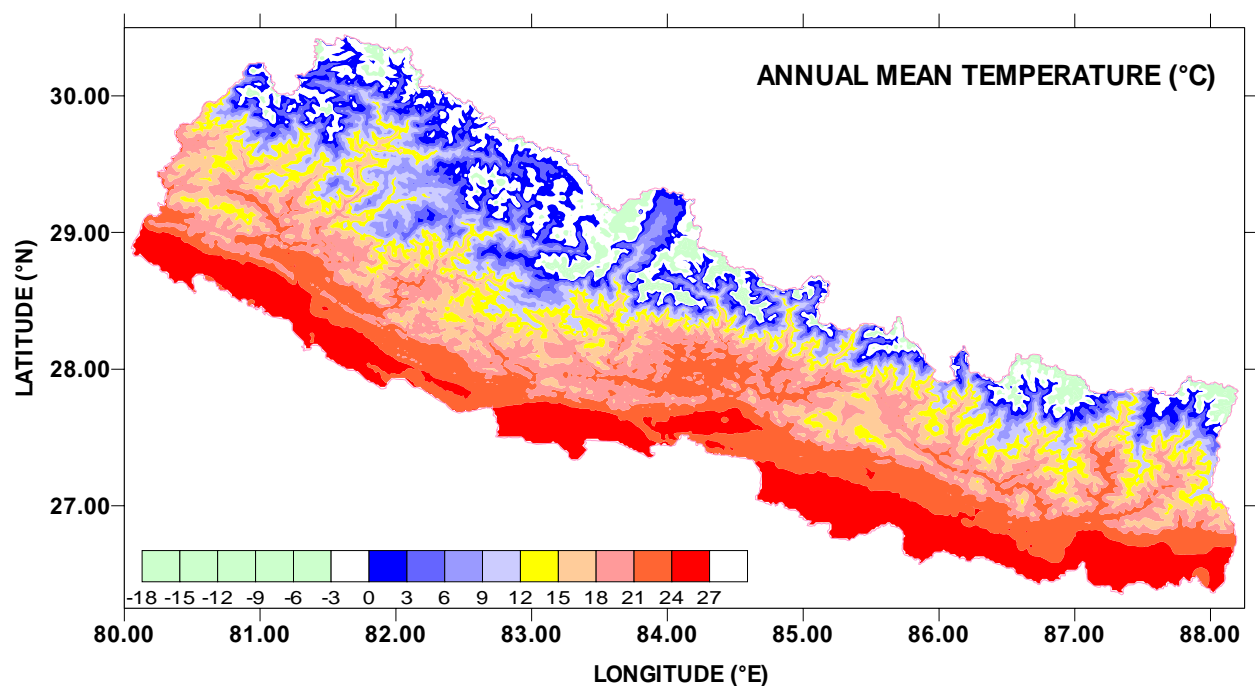 ANNUAL MEAN TEMPERATURE (°C)
30.00
29.00
28.00
27.00
LATITUDE (°N)
-18 -15 -12 -9 -6 -3 0 3 6 9 12 15 18 21 24 27
80.00 81.00 82.00 83.00 84.00 85.00 86.00 87.00 88.00
LONGITUDE (°E)